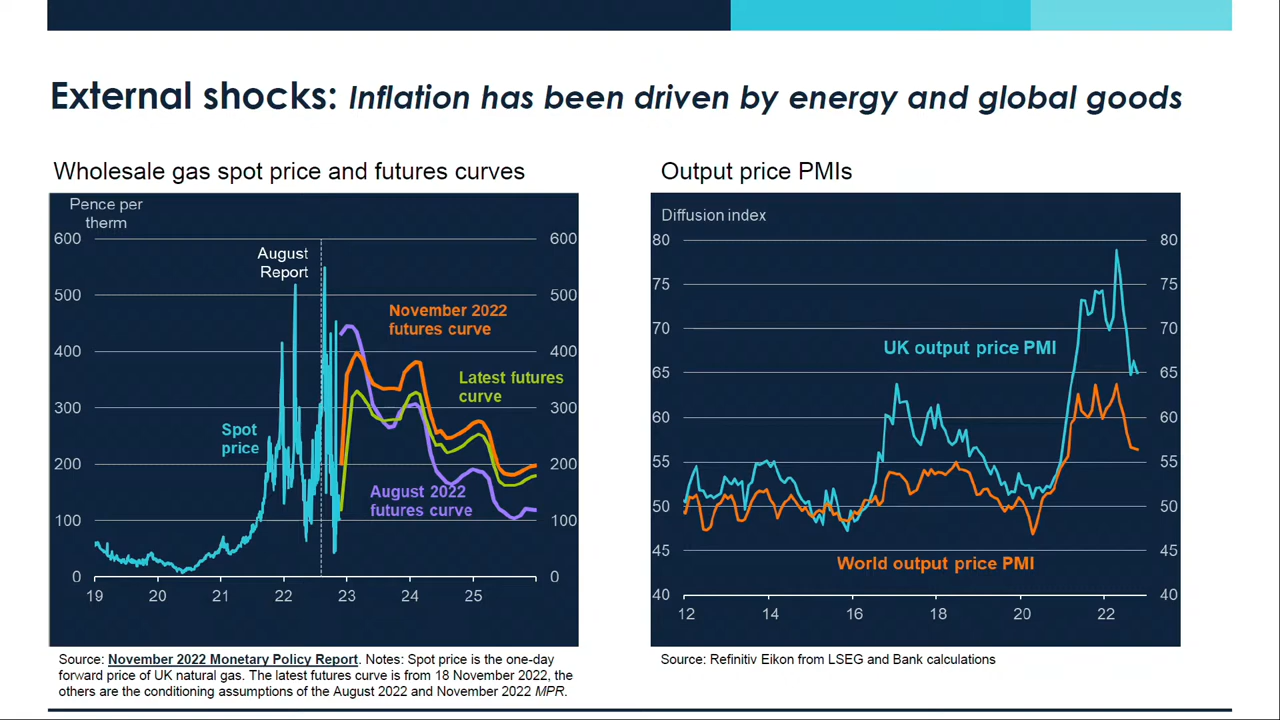 External shocks: Inflation has been driven by energy and global goods
Wholesale gas spot price and futures curves
Pence per
therm
600
500
400
300
200
100
0
600
500
400
300
200
100
0
August
Report
November 2022
futures curve
Latest futures
curve
Spot
price
August 2022
futures curve
19 20 21 22 23 24 25
Source: November 2022 Monetary Policy Report. Notes: Spot price is the one-day
forward price of UK natural gas. The latest futures curve is from 18 November 2022, the
others are the conditioning assumptions of the August 2022 and November 2022 MPR.
Output price PMIs
Diffusion index
80
75
70
65
60
55
50
45
40
80
75
70
65
60
55
50
45
40
UK output price PMI
World output price PMI
12 14 16 18 20 22
Source: Refinitiv Eikon from LSEG and Bank calculations